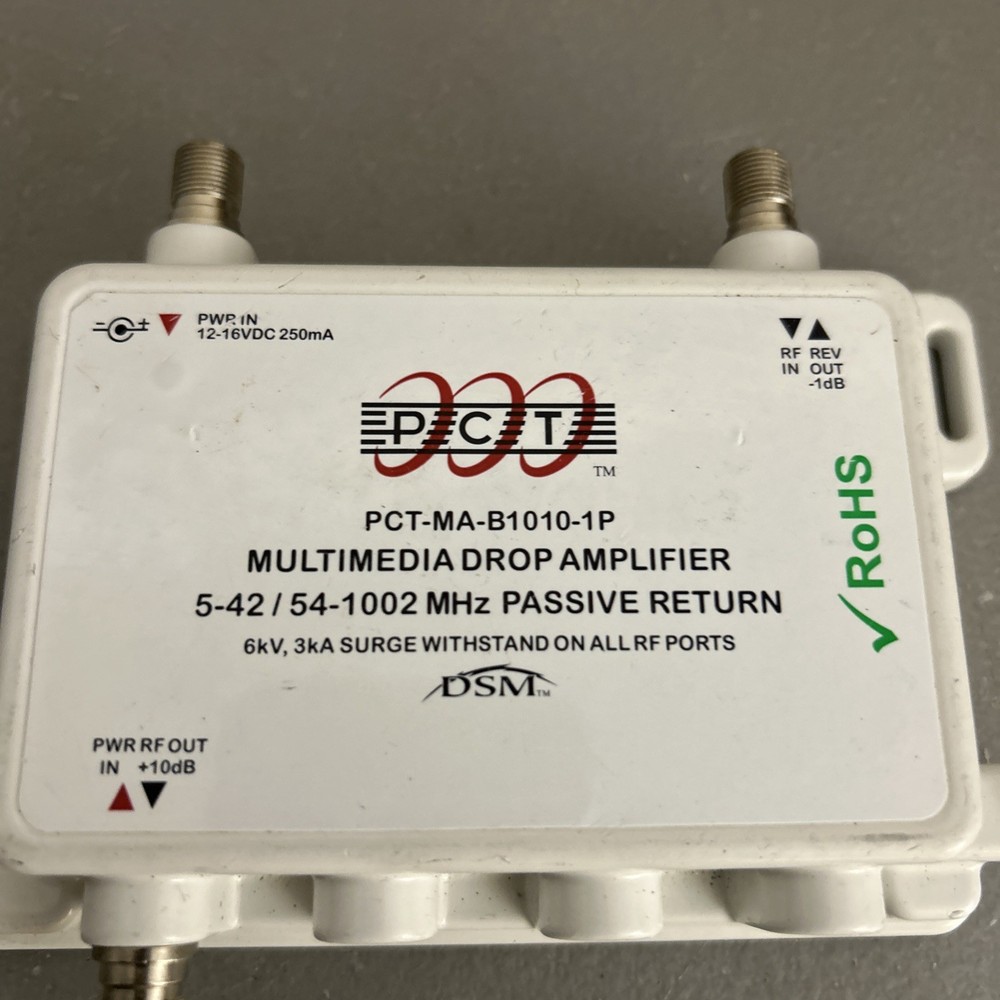 PWR IN
12-16VDC 250mA
RF REV
IN OUT
-1dB
PCT
TM
PCT-MA-B1010-1P
MULTIMEDIA DROP AMPLIFIER
5-42 / 54-1002 MHz PASSIVE RETURN
6kV, 3kA SURGE WITHSTAND ON ALL RF PORTS
DSM TM
RoHS
PWR RF OUT
IN +10dB